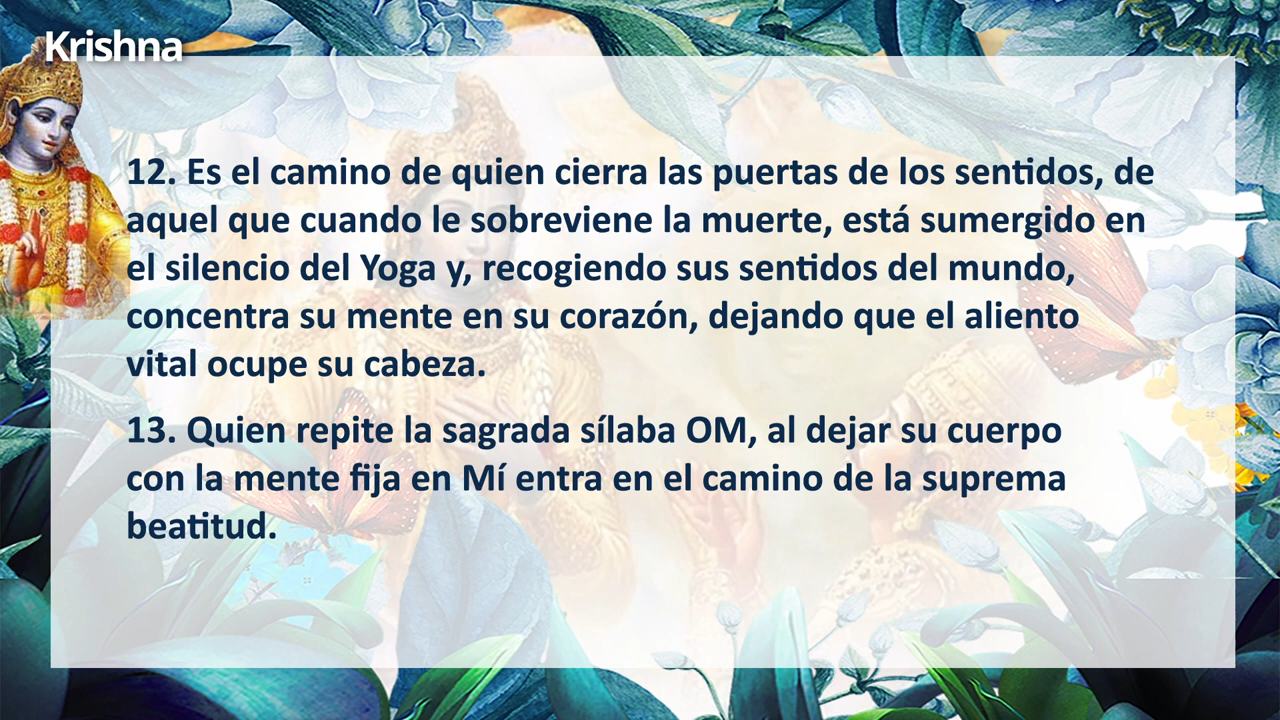 Krishna
12. Es el camino de quien cierra las puertas de los sentidos, de
aquel que cuando le sobreviene la muerte, está sumergido en
el silencio del Yoga y, recogiendo sus sentidos del mundo,
concentra su mente en su corazón, dejando que el aliento
vital ocupe su cabeza.
13. Quien repite la sagrada sílaba OM, al dejar su cuerpo
con la mente fija en Mí entra en el camino de la suprema
beatitud.